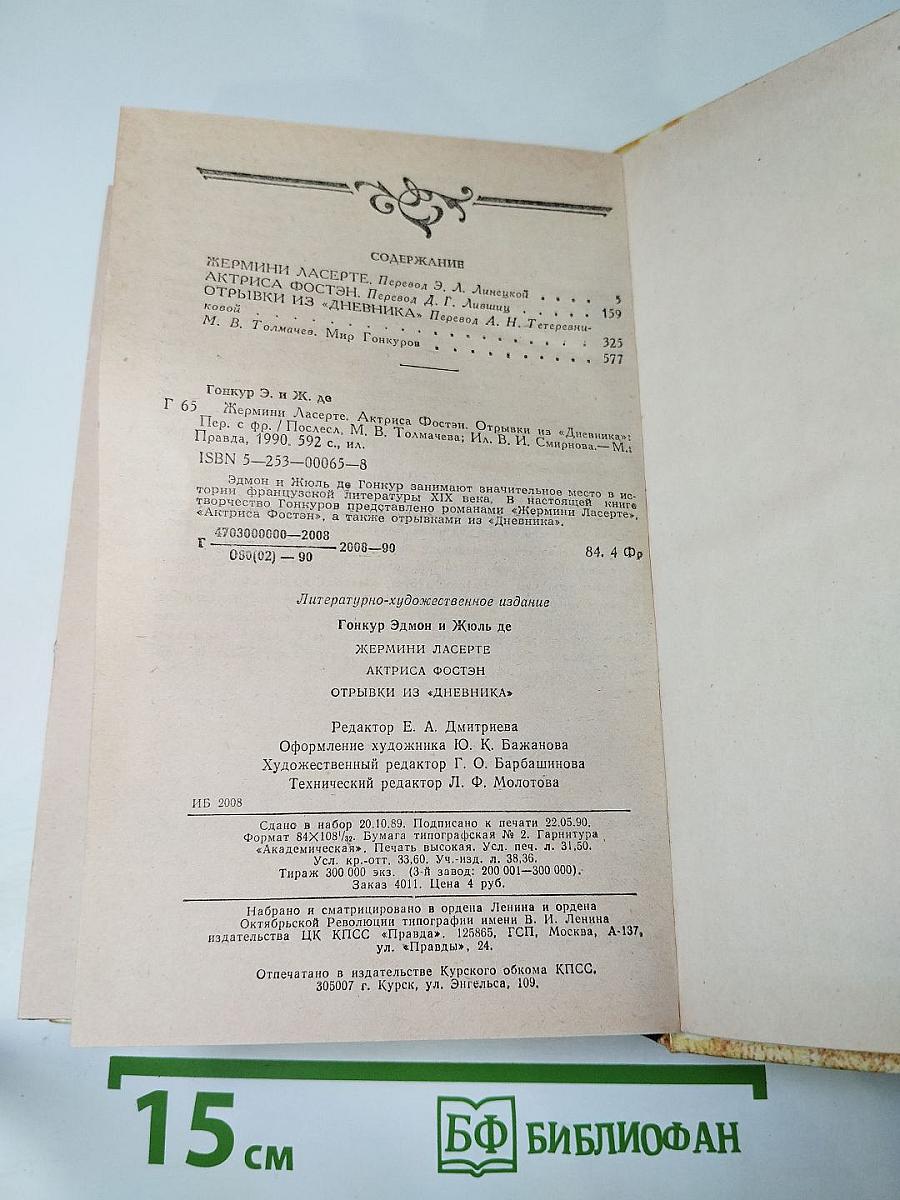 СОДЕРЖАНИЕ
ЖЕРМИНИ ЛАСЕРТЕ. Перевод Э. Л. Линецкой . . . . 5
АКТРИСА ФОСТЭН. Перевод Д. Г. Лившиц . . . . . 159
ОТРЫВКИ ИЗ «ДНЕВНИКА» Перевод А. Н. Тетеревни-
ковой . . . . . . . . . . . . . . . 325
М. В. Толмачев. Мир Гонкуров . . . . . . . . . . 577
Гонкур Э. и Ж. де
Г 65 Жермини Ласерте. Актриса Фостэн. Отрывки из «Дневника»:
Пер. с фр. / Послесл. М. В. Толмачева; Ил. В. И. Смирнова.— М.:
Правда, 1990. 592 с., ил.
ISBN 5—253—00065—8
Эдмон и Жюль де Гонкур занимают значительное место в ис-
тории французской литературы XIX века. В настоящей книге
творчество Гонкуров представлено романами «Жермини Ласерте»,
«Актриса Фостэн», а также отрывками из «Дневника».
4703000000—2008
Г 2008—90 84. 4 Фр
080(02) — 90
Литературно-художественное издание
Гонкур Эдмон и Жюль де
ЖЕРМИНИ ЛАСЕРТЕ
АКТРИСА ФОСТЭН
ОТРЫВКИ ИЗ «ДНЕВНИКА»
Редактор Е. А. Дмитриева
Оформление художника Ю. К. Бажанова
Художественный редактор Г. О. Барбашинова
Технический редактор Л. Ф. Молотова
ИБ 2008
Сдано в набор 20.10.89. Подписано к печати 22.05.90.
Формат 84×108¹/₃₂. Бумага типографская № 2. Гарнитура
«Академическая». Печать высокая. Усл. печ. л. 31,50.
Усл. кр.-отт. 33,60. Уч.-изд. л. 38,36.
Тираж 300 000 экз. (3-й завод: 200 001—300 000).
Заказ 4011. Цена 4 руб.
Набрано и сматрицировано в ордена Ленина и ордена
Октябрьской Революции типографии имени В. И. Ленина
издательства ЦК КПСС «Правда». 125865, ГСП, Москва, А-137,
ул. «Правды», 24.
Отпечатано в издательстве Курского обкома КПСС.
305007 г. Курск, ул. Энгельса, 109.
15 см
БФ БИБЛИОФАН